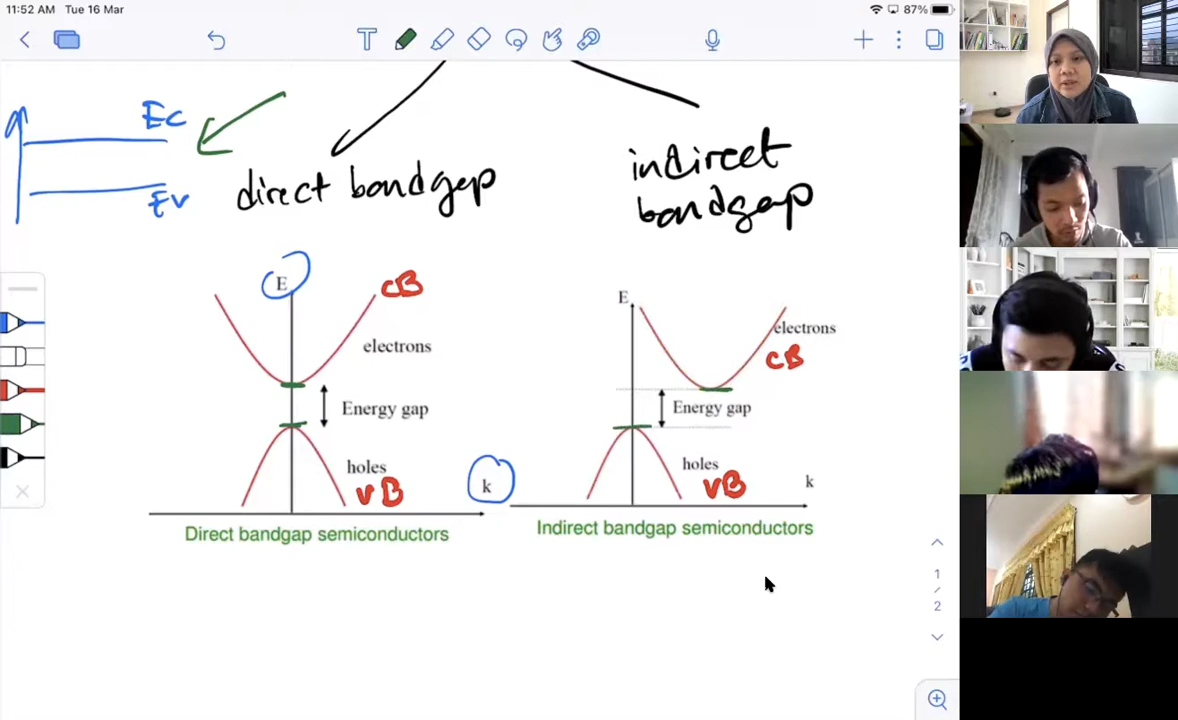 11:52 AM Tue 16 Mar
87%
T
Ec
Ev
direct bandgap
indirect
bandgap
E
CB
electrons
Energy gap
holes
VB
k
Direct bandgap semiconductors
E
electrons
CB
Energy gap
holes
VB
k
Indirect bandgap semiconductors
1
/
2